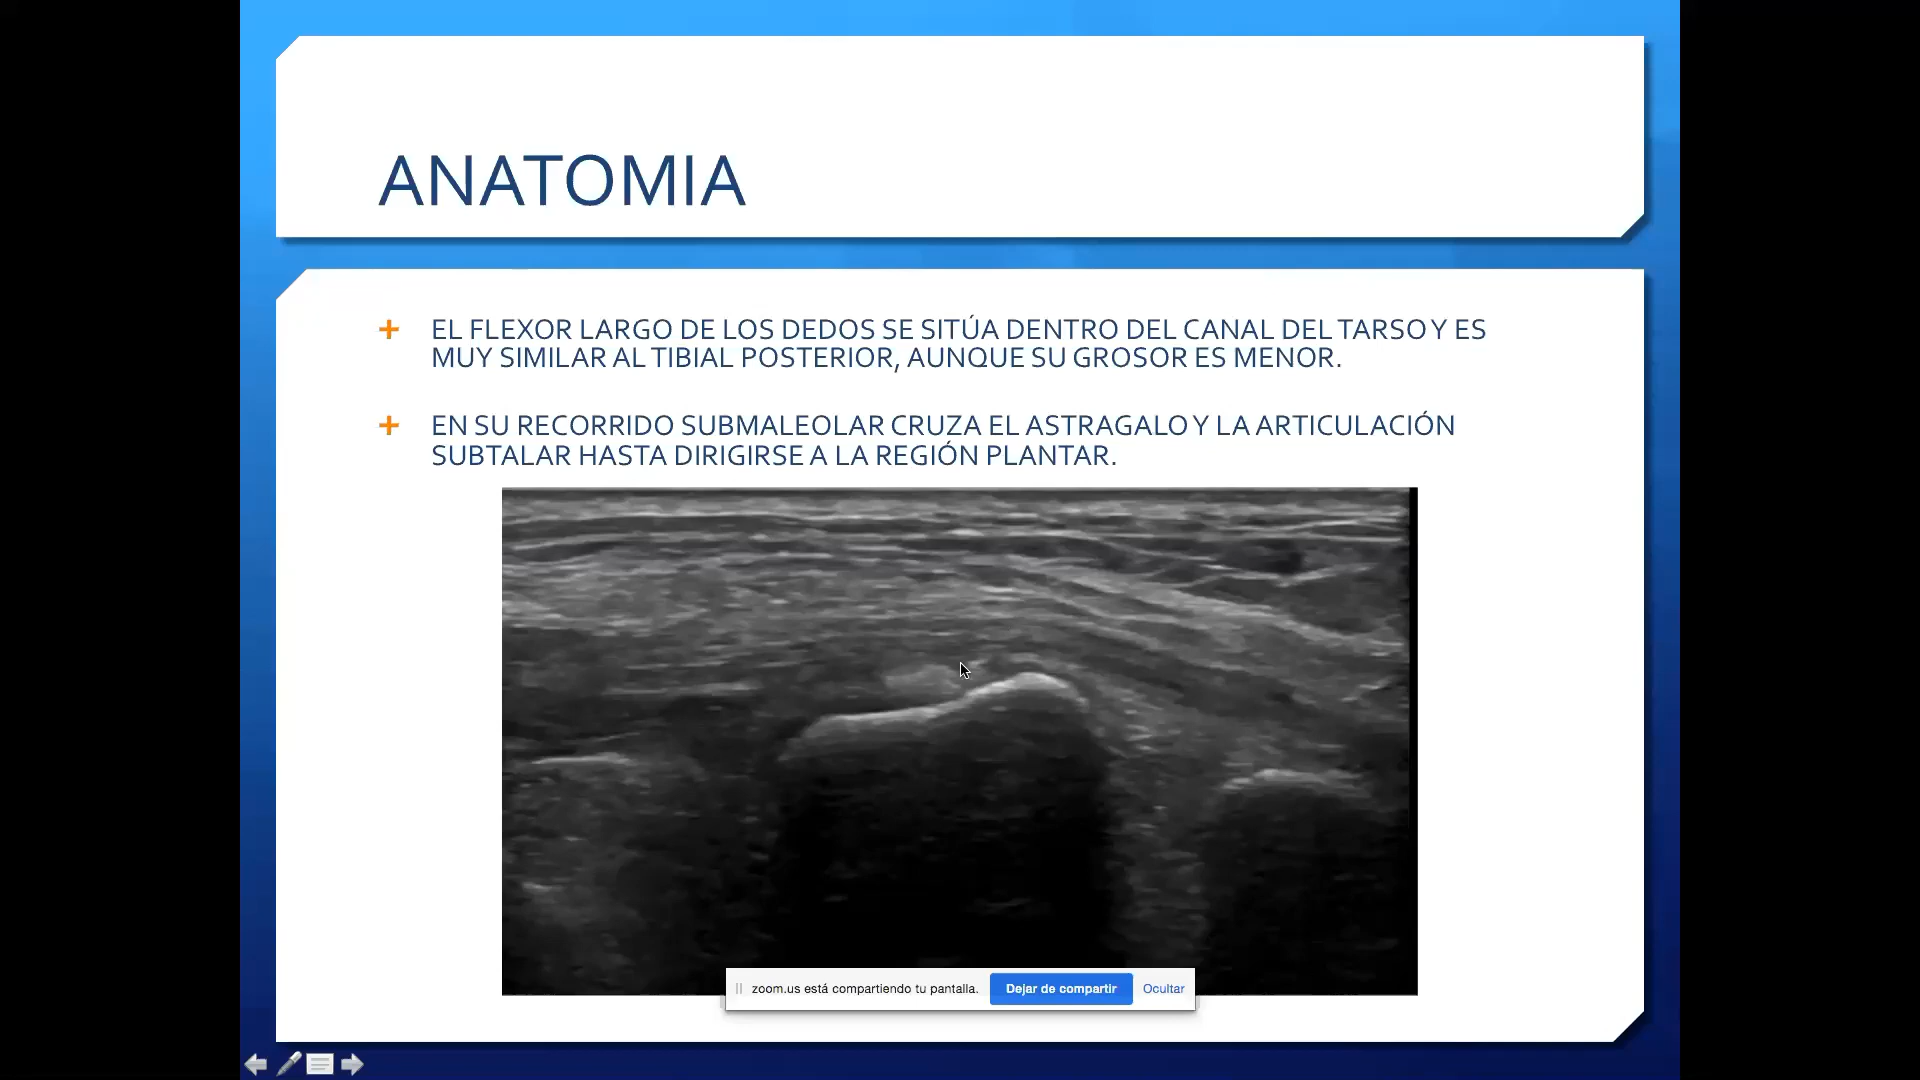 ANATOMIA
EL FLEXOR LARGO DE LOS DEDOS SE SITÚA DENTRO DEL CANAL DEL TARSO Y ES
MUY SIMILAR AL TIBIAL POSTERIOR, AUNQUE SU GROSOR ES MENOR.
EN SU RECORRIDO SUBMALEOLAR CRUZA EL ASTRAGALO Y LA ARTICULACIÓN
SUBTALAR HASTA DIRIGIRSE A LA REGIÓN PLANTAR.
zoom.us está compartiendo tu pantalla. Dejar de compartir Ocultar